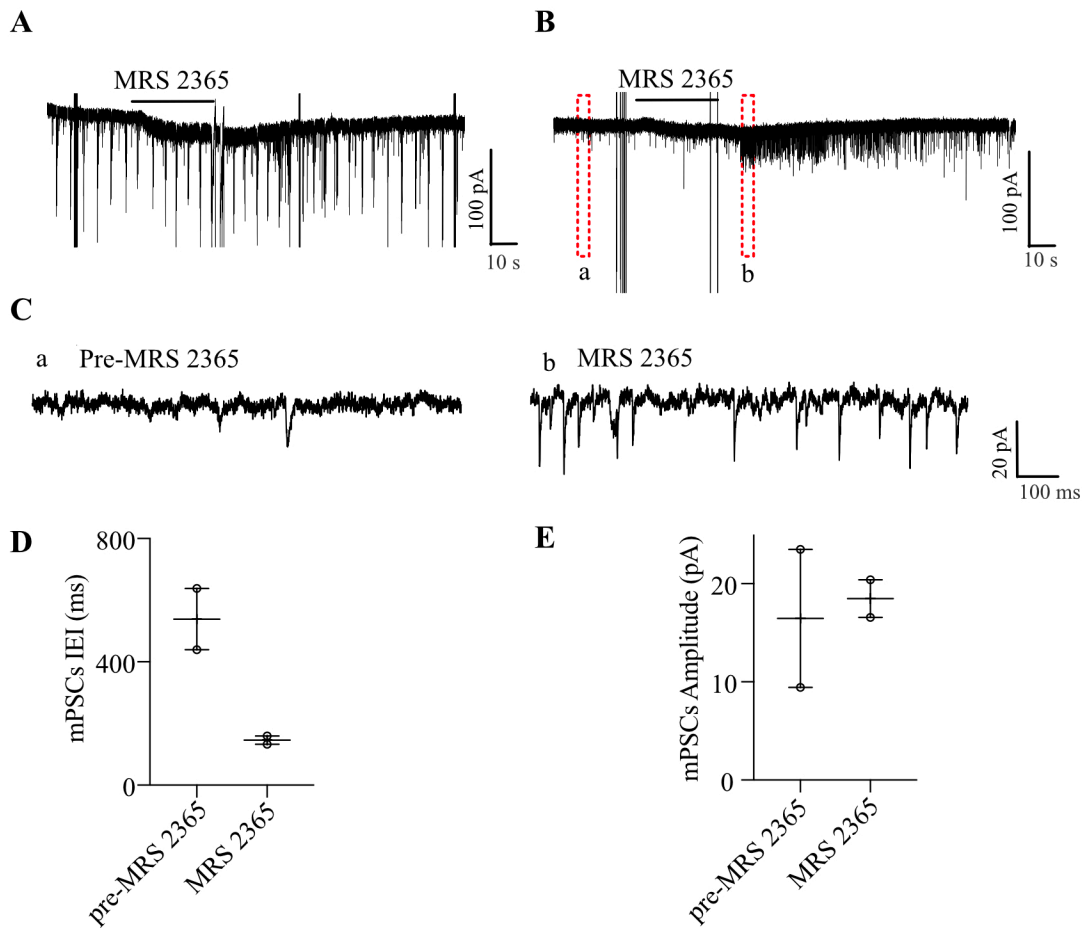 A
B
MRS 2365
MRS 2365
100 pA
10 s
100 pA
10 s
a
b
C
a Pre-MRS 2365
b MRS 2365
20 pA
100 ms
D
E
800
400
0
mPSCs IEI (ms)
pre-MRS 2365
MRS 2365
20
10
0
mPSCs Amplitude (pA)
pre-MRS 2365
MRS 2365